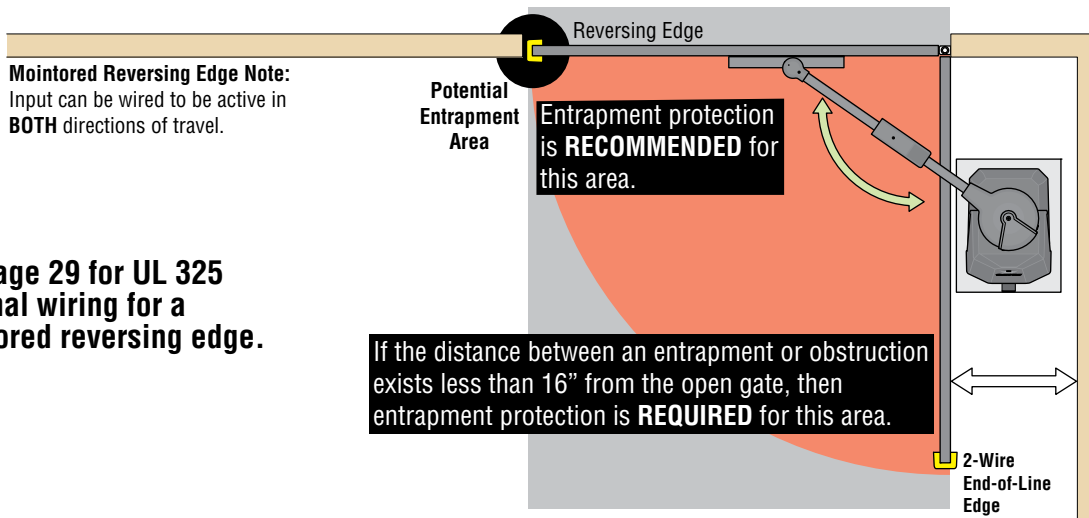 Reversing Edge
Mointored Reversing Edge Note:
Input can be wired to be active in
BOTH directions of travel.
Potential
Entrapment
Area
Entrapment protection
is RECOMMENDED for
this area.
age 29 for UL 325
nal wiring for a
ored reversing edge.
If the distance between an entrapment or obstruction
exists less than 16” from the open gate, then
entrapment protection is REQUIRED for this area.
2-Wire
End-of-Line
Edge